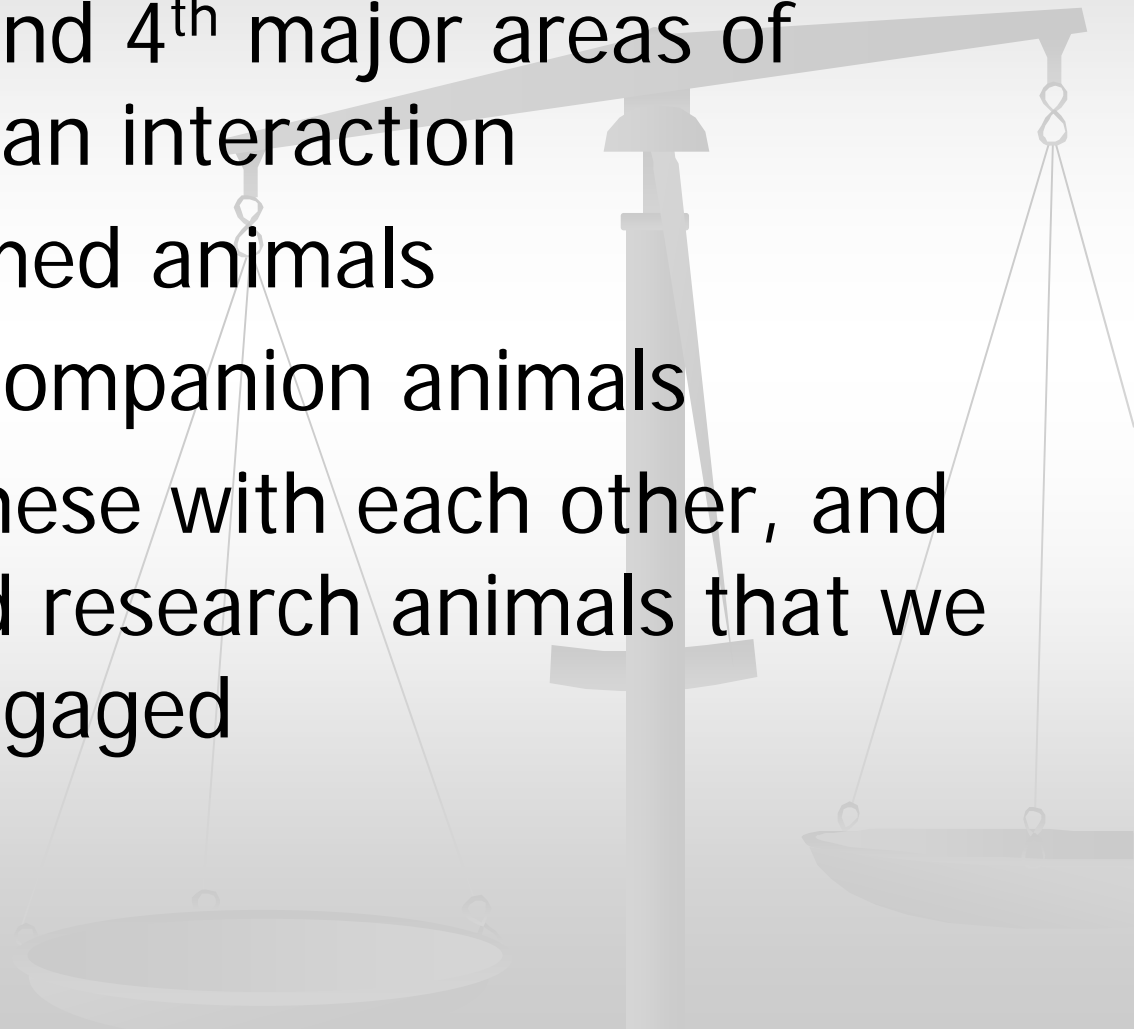 nd 4th major areas of
an interaction
ned animals
ompanion animals
hese with each other, and
d research animals that we
gaged